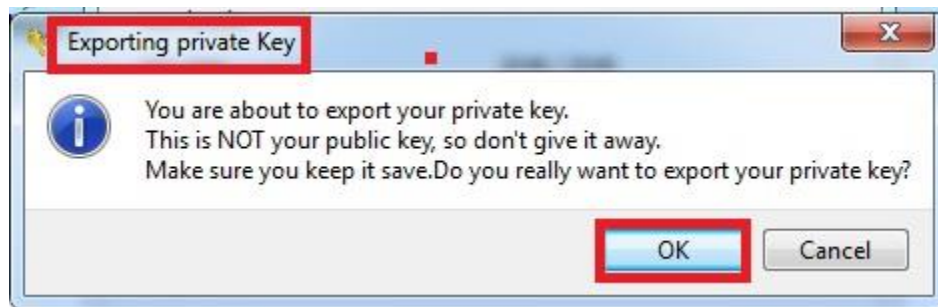 Exporting private Key
You are about to export your private key.
This is NOT your public key, so don't give it away.
Make sure you keep it save.Do you really want to export your private key?
OK
Cancel